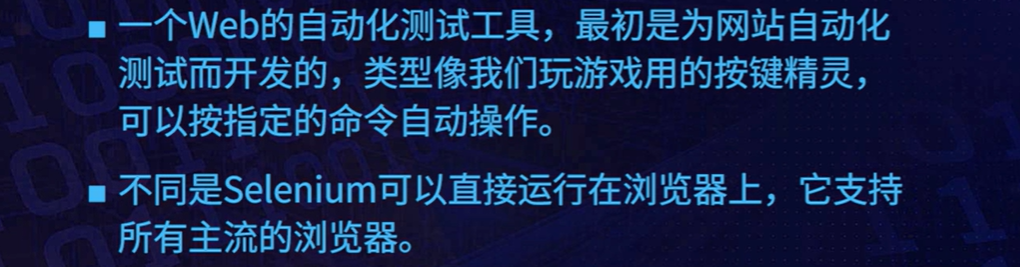 ▪ 一个Web的自动化测试工具，最初是为网站自动化
测试而开发的，类型像我们玩游戏用的按键精灵，
可以按指定的命令自动操作。
▪ 不同是Selenium可以直接运行在浏览器上，它支持
所有主流的浏览器。